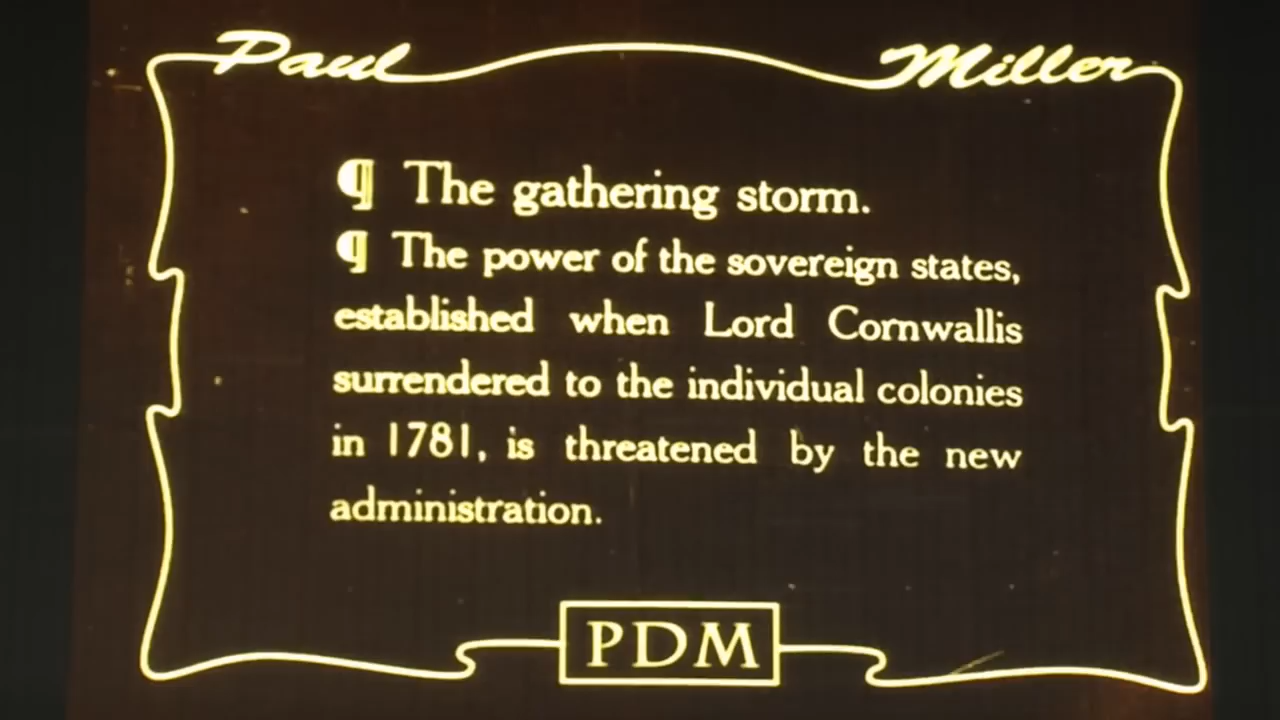 Paul Miller
¶ The gathering storm.
¶ The power of the sovereign states,
established when Lord Cornwallis
surrendered to the individual colonies
in 1781, is threatened by the new
administration.
PDM